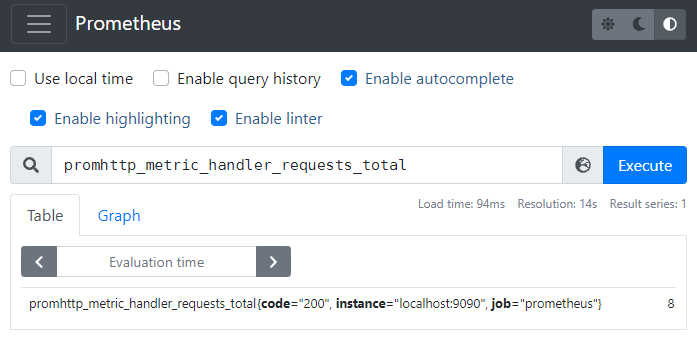 Prometheus
Use local time Enable query history Enable autocomplete
Enable highlighting Enable linter
promhttp_metric_handler_requests_total Execute
Load time: 94ms Resolution: 14s Result series: 1
Table Graph
Evaluation time
promhttp_metric_handler_requests_total{code="200", instance="localhost:9090", job="prometheus"} 8